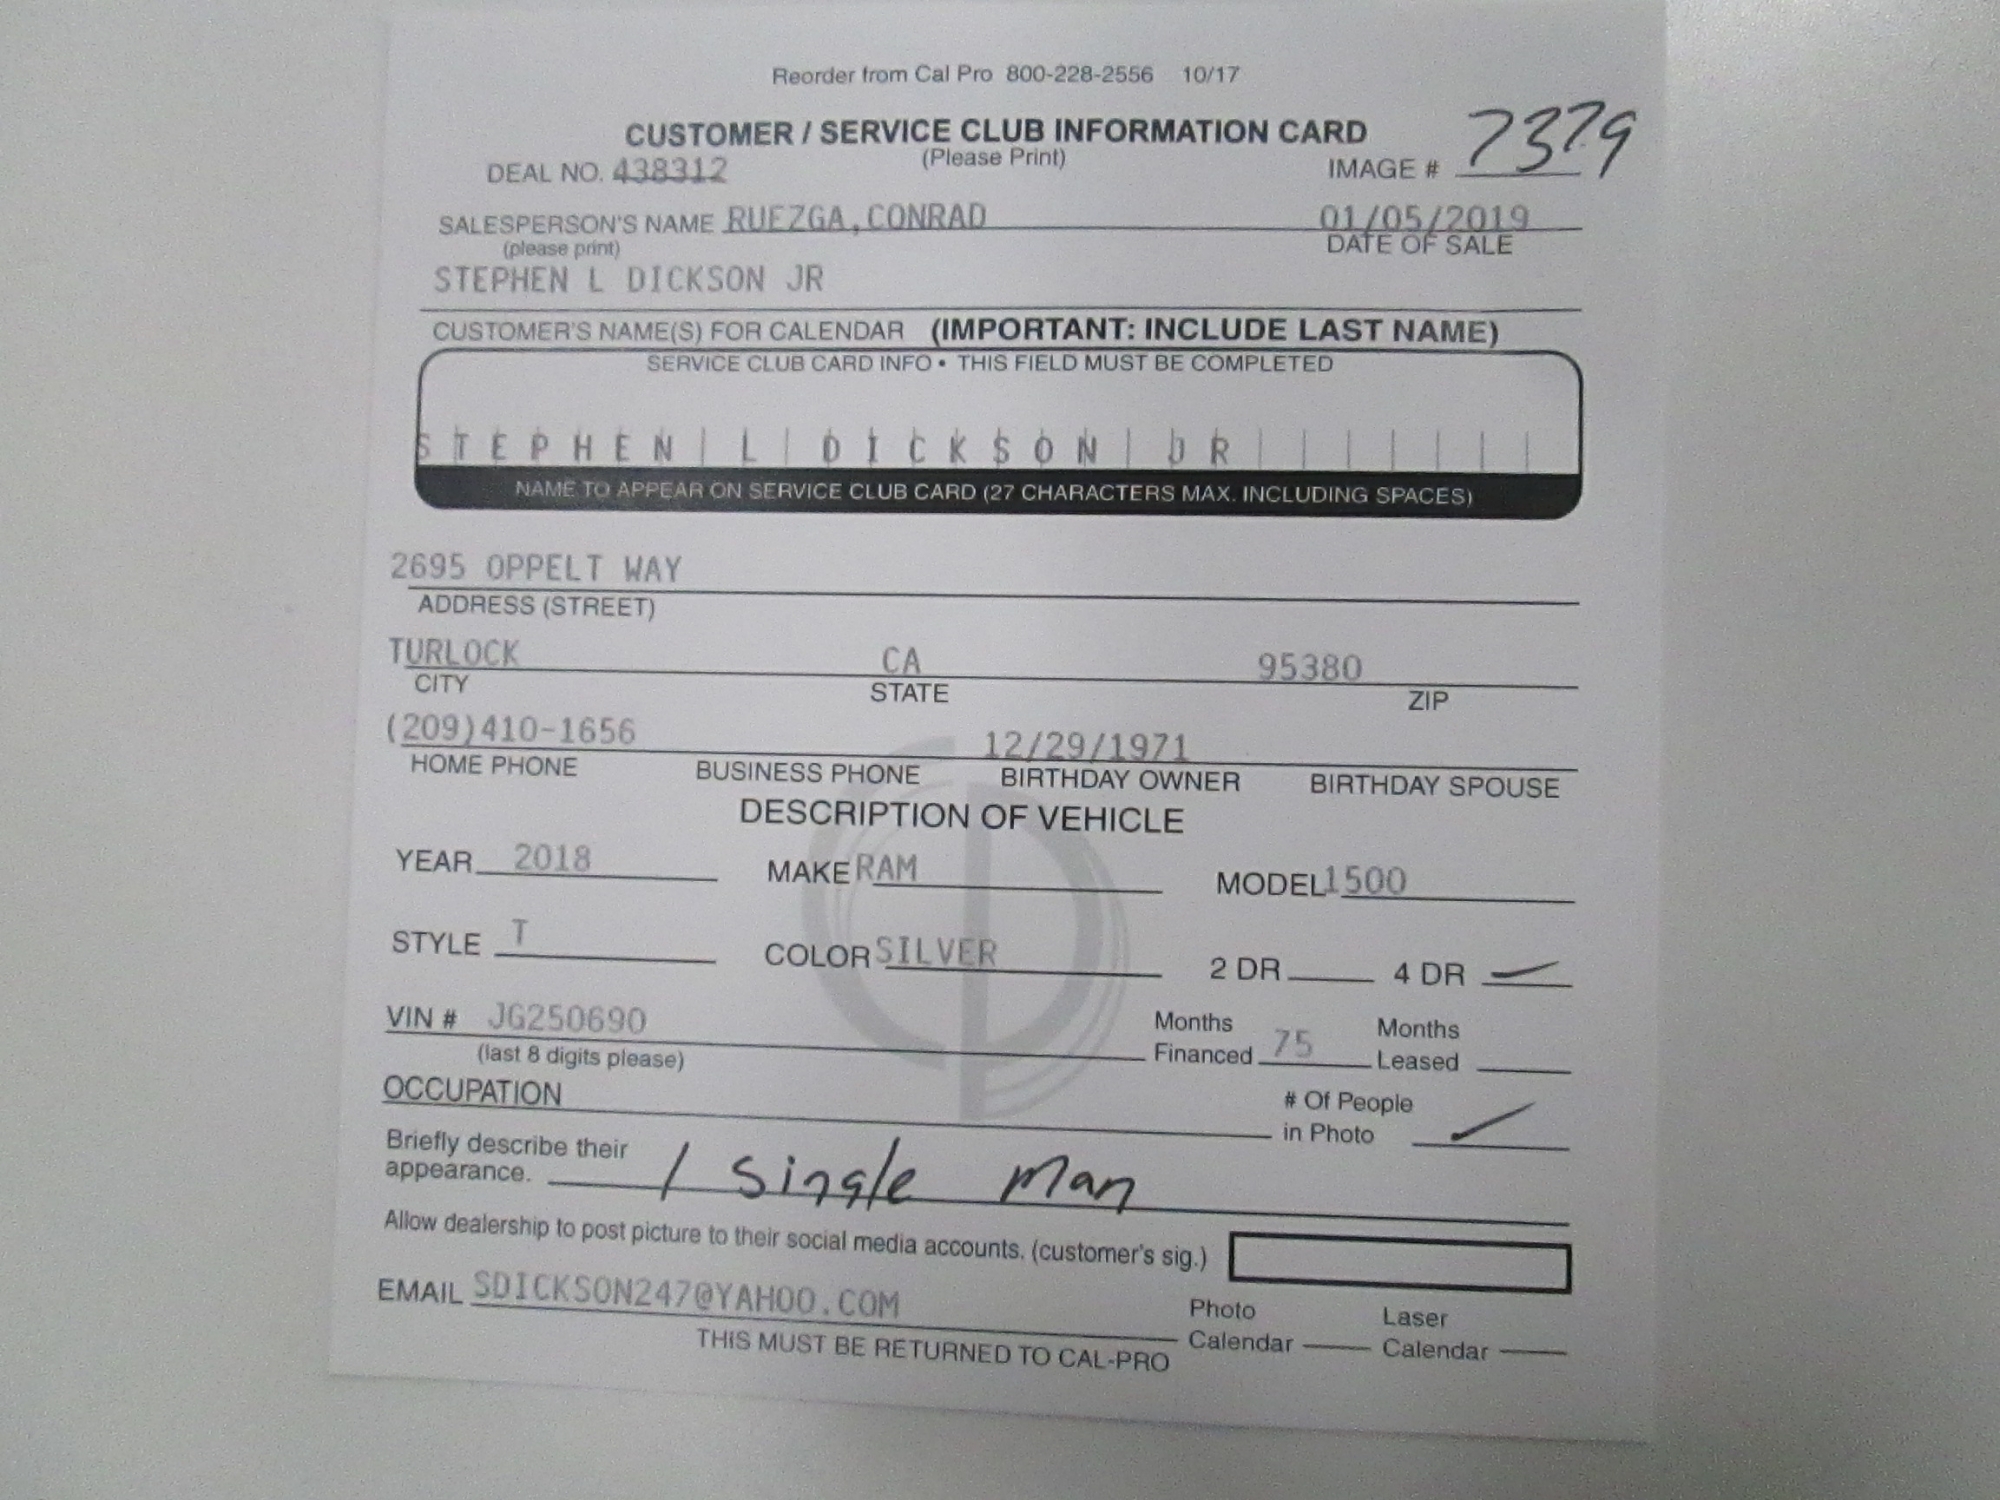 Reorder from Cal Pro 800-228-2556 10/17
CUSTOMER / SERVICE CLUB INFORMATION CARD
(Please Print)
DEAL NO. 438312
IMAGE # 7379
SALESPERSON'S NAME RUEZGA,CONRAD 01/05/2019
(please print) DATE OF SALE
STEPHEN L DICKSON JR
CUSTOMER'S NAME(S) FOR CALENDAR (IMPORTANT: INCLUDE LAST NAME)
SERVICE CLUB CARD INFO • THIS FIELD MUST BE COMPLETED
STEPHEN L DICKSON JR
NAME TO APPEAR ON SERVICE CLUB CARD (27 CHARACTERS MAX. INCLUDING SPACES)
2695 OPPELT WAY
ADDRESS (STREET)
TURLOCK CA 95380
CITY STATE ZIP
(209)410-1656 12/29/1971
HOME PHONE BUSINESS PHONE BIRTHDAY OWNER BIRTHDAY SPOUSE
DESCRIPTION OF VEHICLE
YEAR 2018 MAKE RAM MODEL 1500
STYLE T COLOR SILVER 2 DR 4 DR
VIN # JG250690 Months Financed 75 Months Leased
(last 8 digits please)
OCCUPATION # Of People in Photo
Briefly describe their
appearance. 1 Single Man
Allow dealership to post picture to their social media accounts. (customer's sig.)
EMAIL SDICKSON247@YAHOO.COM Photo Calendar Laser Calendar
THIS MUST BE RETURNED TO CAL-PRO